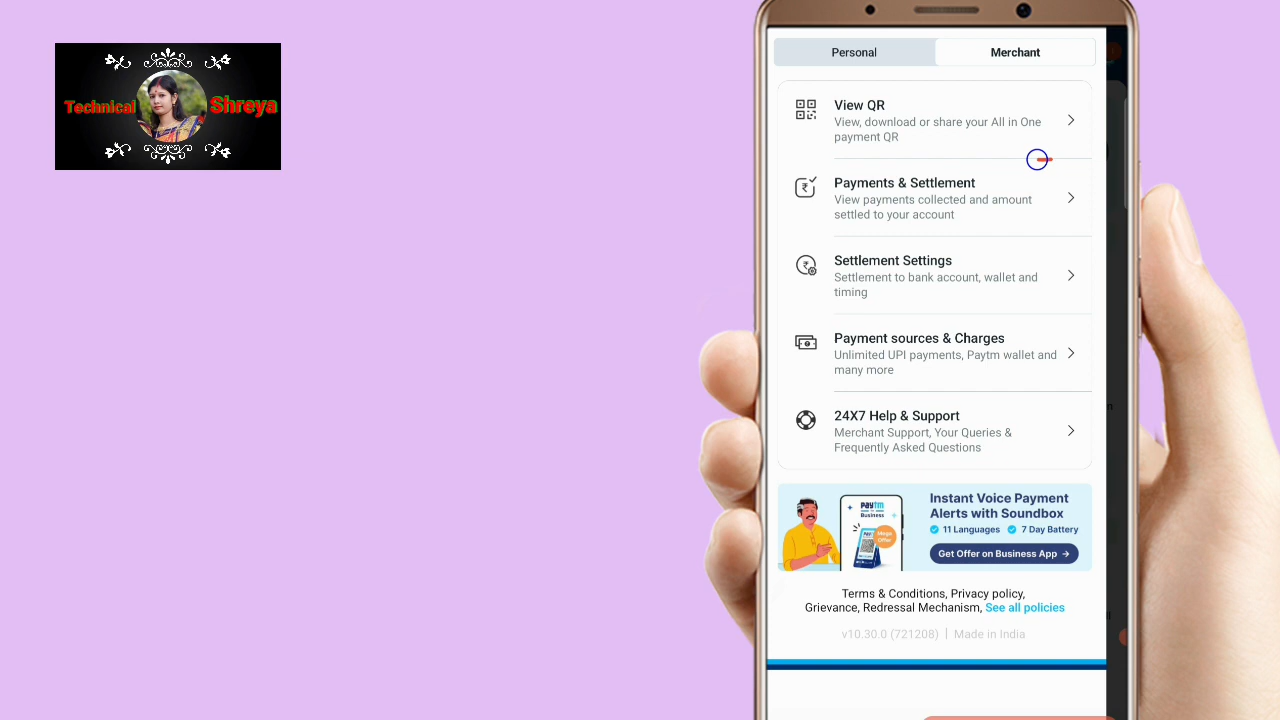 Technical Shreya
Personal
Merchant
View QR
View, download or share your All in One
payment QR
Payments & Settlement
View payments collected and amount
settled to your account
Settlement Settings
Settlement to bank account, wallet and
timing
Payment sources & Charges
Unlimited UPI payments, Paytm wallet and
many more
24X7 Help & Support
Merchant Support, Your Queries &
Frequently Asked Questions
paytm
Business
Mega
Offer
Instant Voice Payment
Alerts with Soundbox
11 Languages
7 Day Battery
Get Offer on Business App →
Terms & Conditions, Privacy policy,
Grievance, Redressal Mechanism, See all policies
v10.30.0 (721208) | Made in India